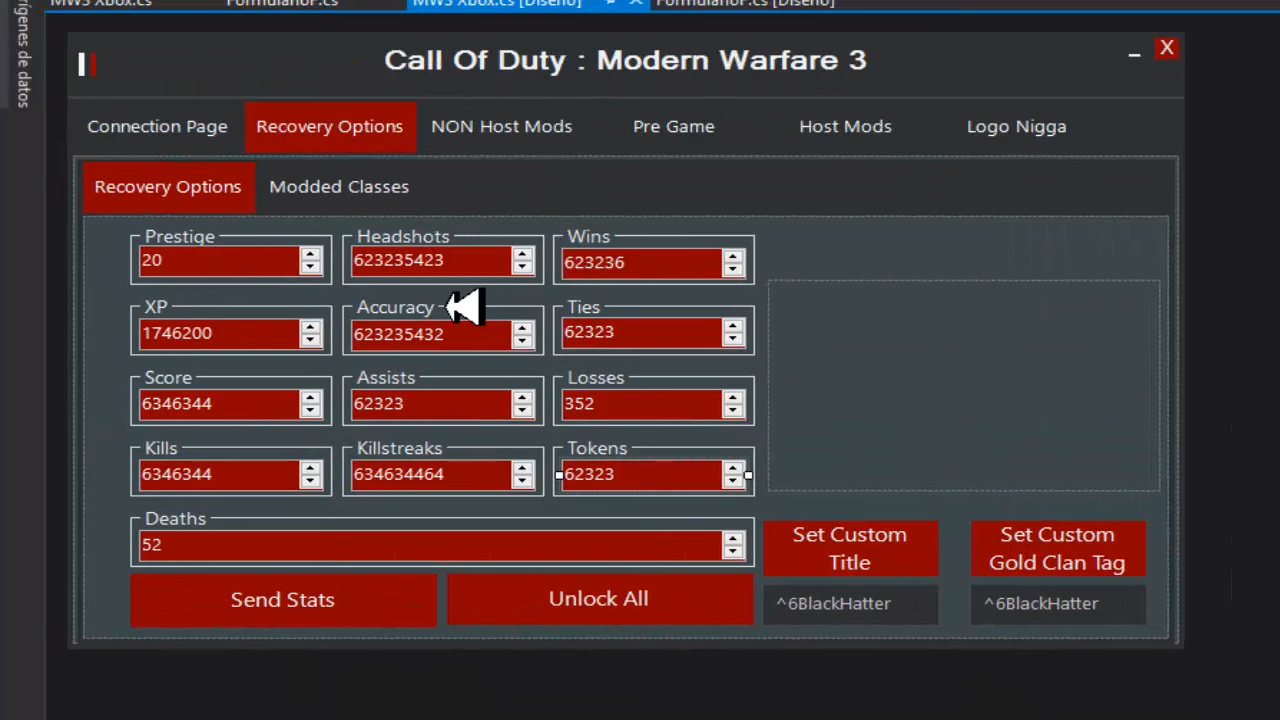 rígenes de datos
MW3 Xbox.cs
FormularioP.cs
MW3 Xbox.cs [Diseño]
FormularioP.cs [Diseño]
Call Of Duty : Modern Warfare 3
X
Connection Page
Recovery Options
NON Host Mods
Pre Game
Host Mods
Logo Nigga
Recovery Options
Modded Classes
Prestige
Headshots
Wins
20
623235423
623236
XP
Accuracy
Ties
1746200
623235432
62323
Score
Assists
Losses
6346344
62323
352
Kills
Killstreaks
Tokens
6346344
634634464
62323
Deaths
52
Set Custom
Title
Set Custom
Gold Clan Tag
Send Stats
Unlock All
^6BlackHatter
^6BlackHatter